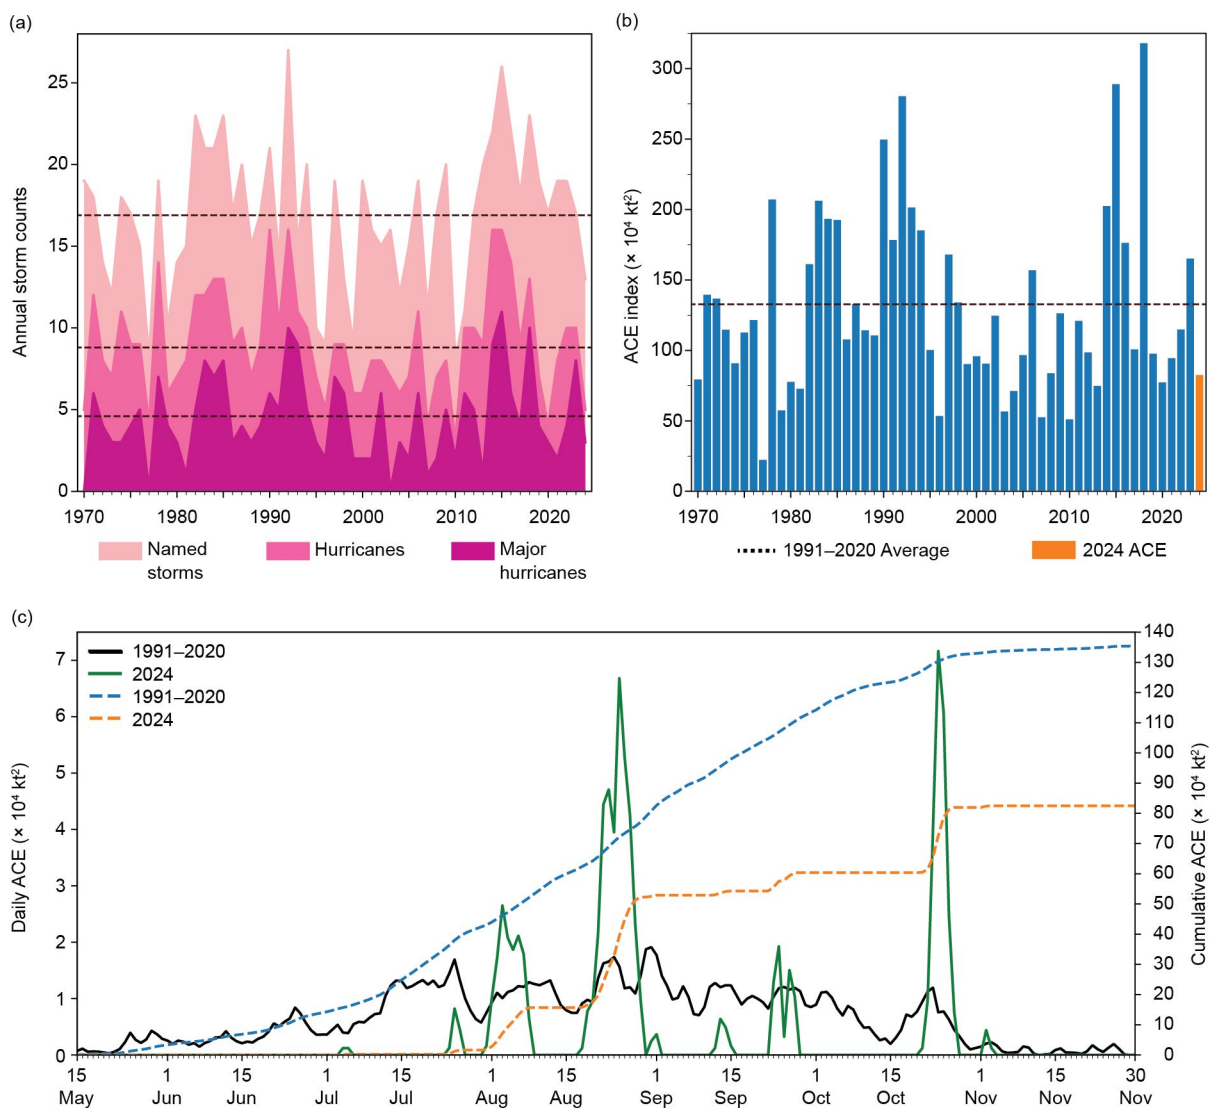 (a)
Annual storm counts
25
20
15
10
5
0
1970 1980 1990 2000 2010 2020
Named storms
Hurricanes
Major hurricanes
(b)
ACE index (× 10⁴ kt²)
300
250
200
150
100
50
0
1970 1980 1990 2000 2010 2020
1991–2020 Average
2024 ACE
(c)
1991–2020
2024
1991–2020
2024
Daily ACE (× 10⁴ kt²)
7
6
5
4
3
2
1
0
Cumulative ACE (× 10⁴ kt²)
140
130
120
110
100
90
80
70
60
50
40
30
20
10
0
15 1 15 1 15 1 15 1 15 1 15 1 15 30
May Jun Jun Jul Jul Aug Aug Sep Sep Oct Oct Nov Nov Nov